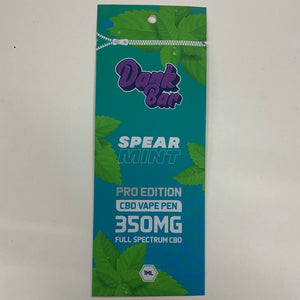 Dank
Bar
SPEAR
MINT
PRO EDITION
CBD VAPE PEN
350MG
FULL SPECTRUM CBD
1ML